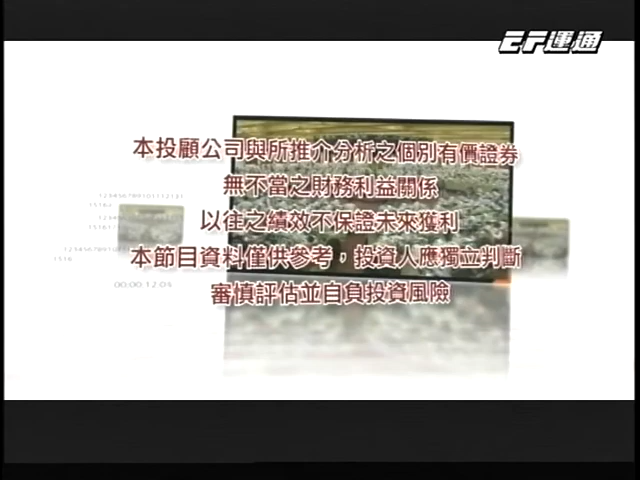 EF運通
本投顧公司與所推介分析之個別有價證券
無不當之財務利益關係
以往之績效不保證未來獲利
本節目資料僅供參考，投資人應獨立判斷
審慎評估並自負投資風險
00:00:12.05